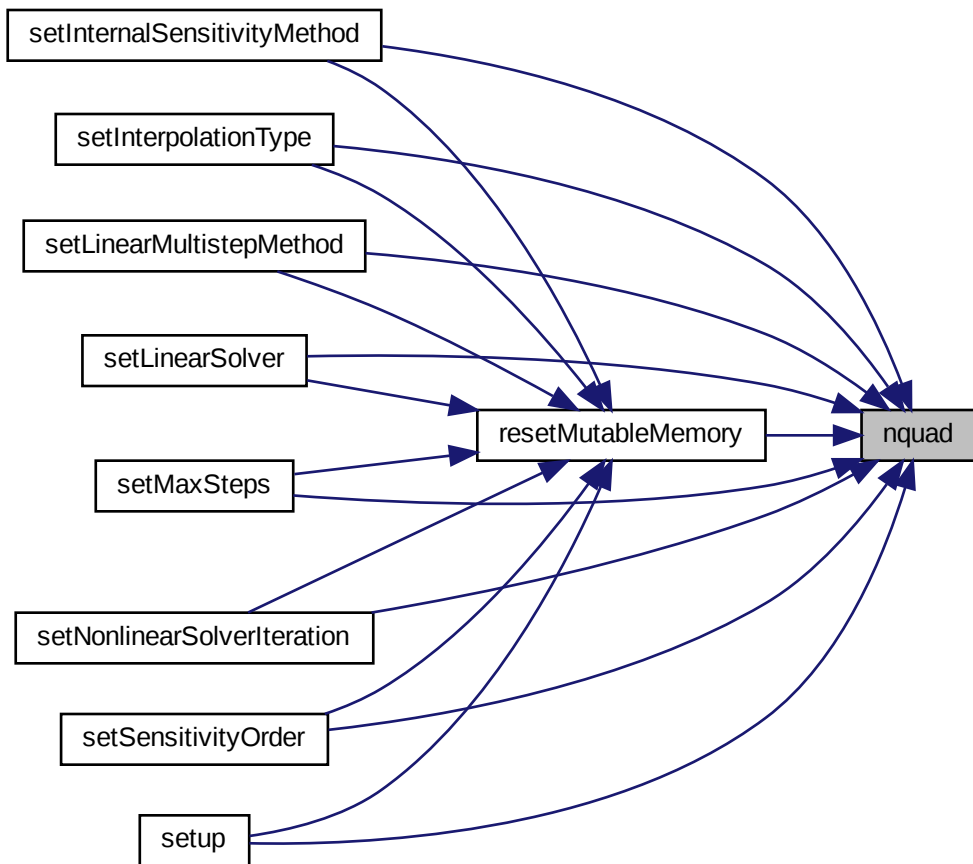 setInternalSensitivityMethod
setInterpolationType
setLinearMultistepMethod
setLinearSolver
resetMutableMemory
nquad
setMaxSteps
setNonlinearSolverIteration
setSensitivityOrder
setup